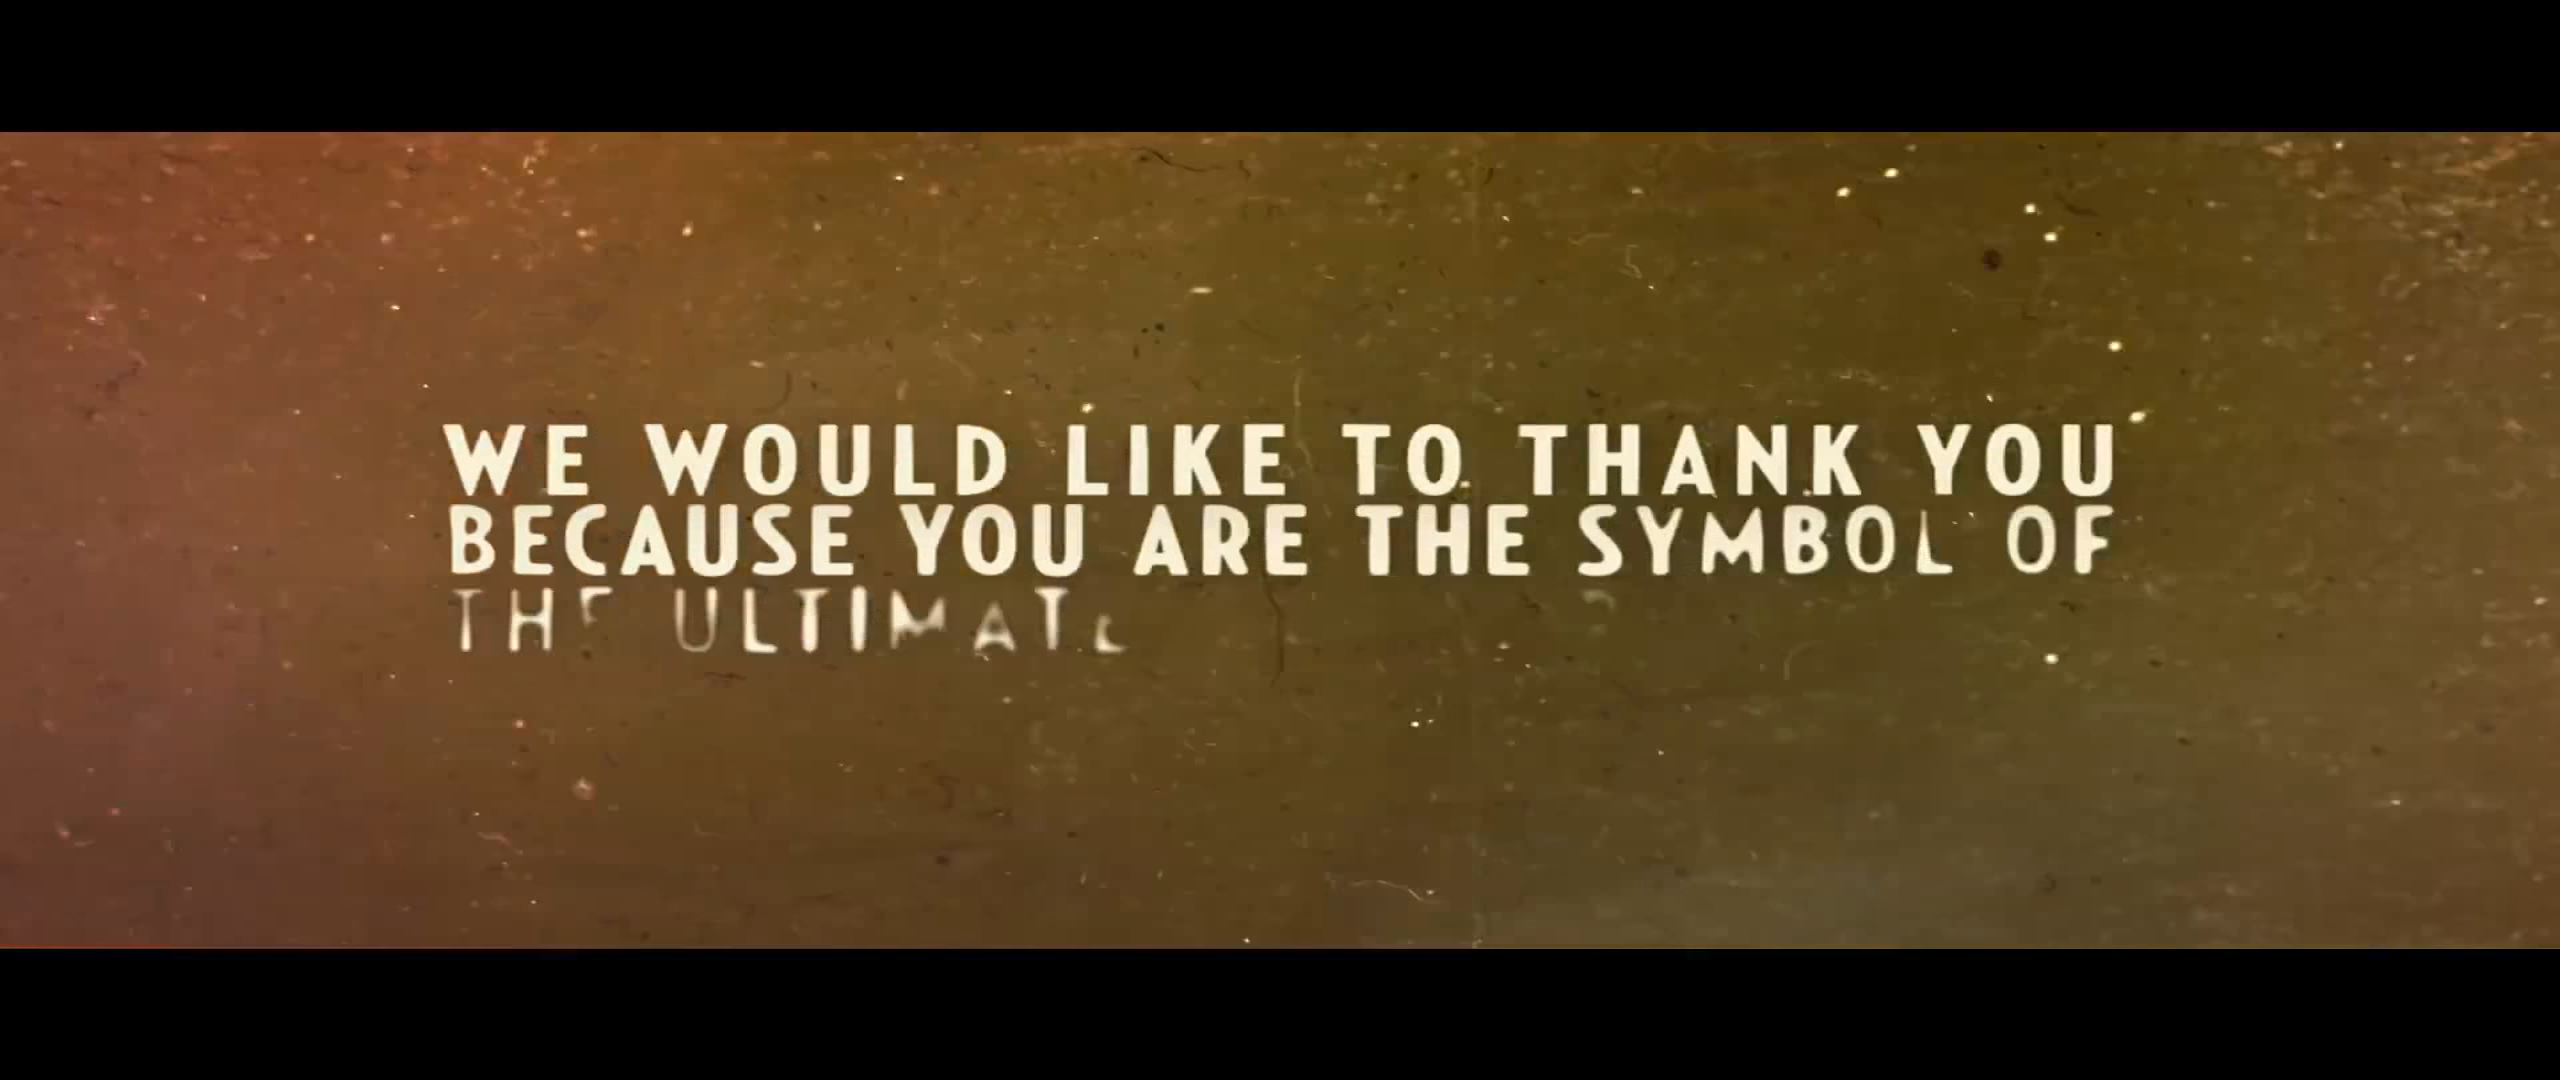 WE WOULD LIKE TO THANK YOU
BECAUSE YOU ARE THE SYMBOL OF
THE ULTIMATE